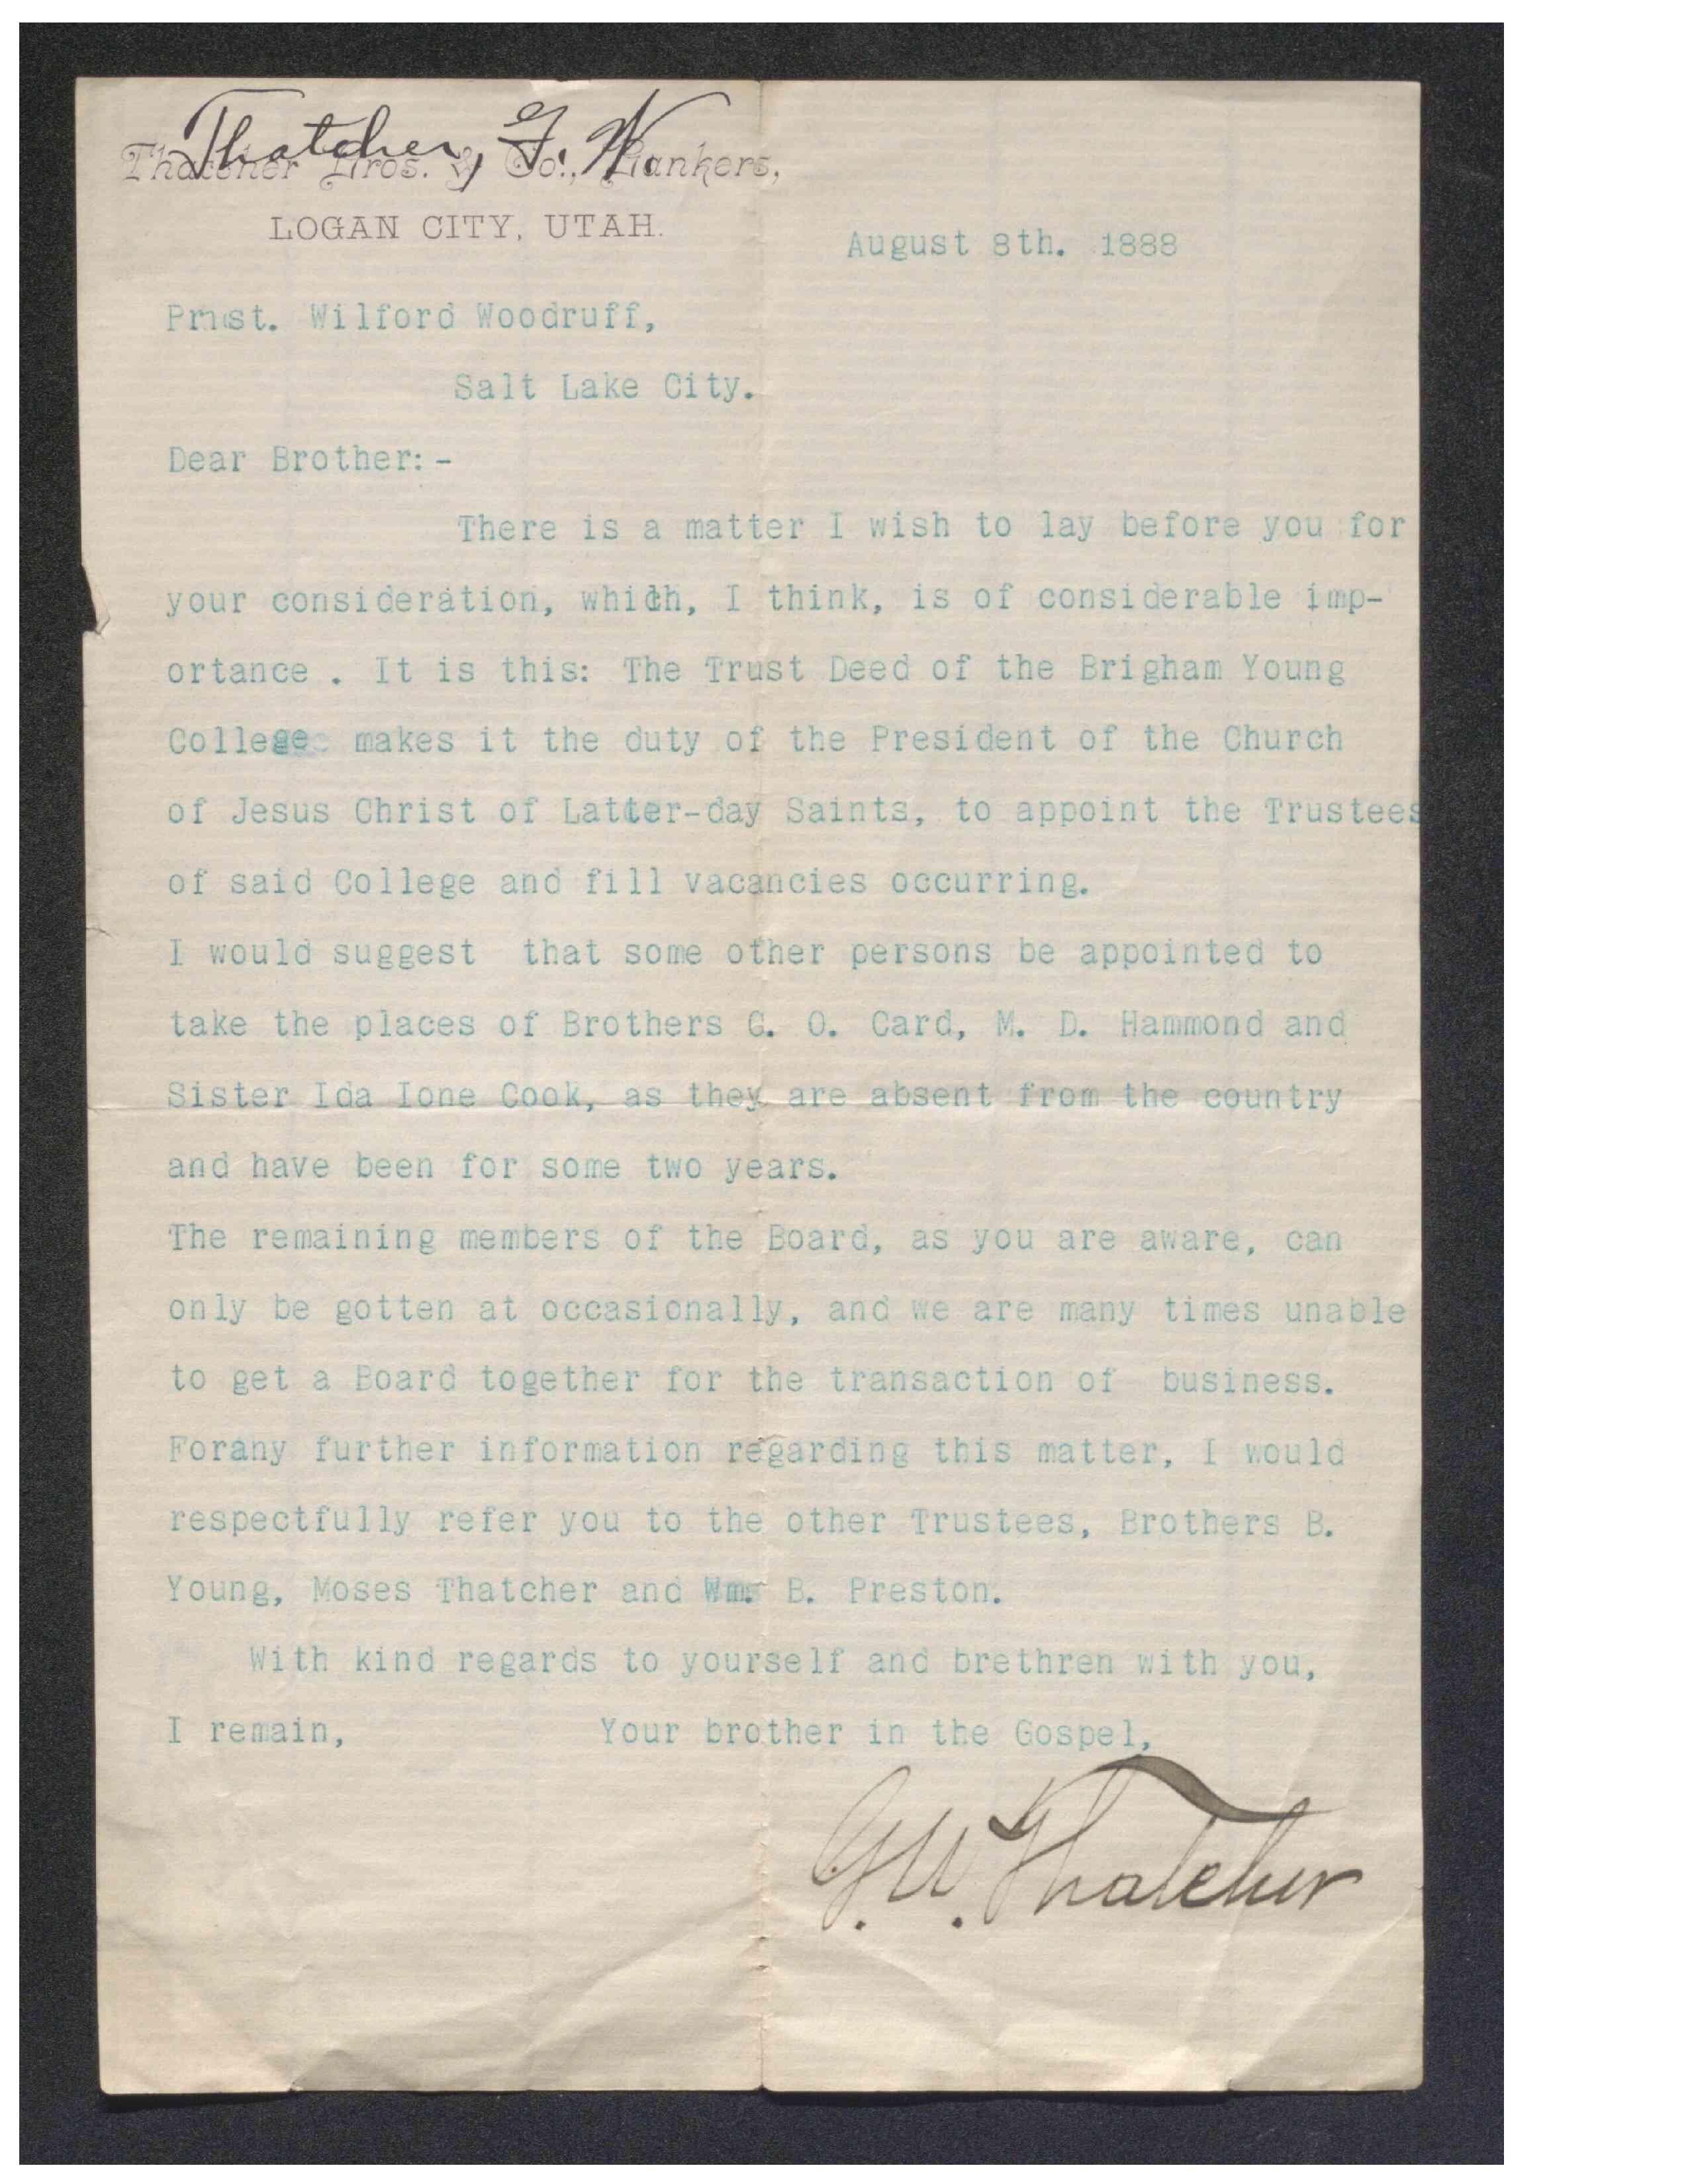 Thatcher, G. W.
Thatcher Bros. & Co., Bankers,
LOGAN CITY, UTAH.
August 8th. 1888
Prest. Wilford Woodruff,
Salt Lake City.
Dear Brother:-
There is a matter I wish to lay before you for
your consideration, which, I think, is of considerable imp-
ortance . It is this: The Trust Deed of the Brigham Young
College makes it the duty of the President of the Church
of Jesus Christ of Latter-day Saints, to appoint the Trustees
of said College and fill vacancies occurring.
I would suggest  that some other persons be appointed to
take the places of Brothers C. O. Card, M. D. Hammond and
Sister Ida Ione Cook, as they are absent from the country
and have been for some two years.
The remaining members of the Board, as you are aware, can
only be gotten at occasionally, and we are many times unable
to get a Board together for the transaction of  business.
Forany further information regarding this matter, I would
respectfully refer you to the other Trustees, Brothers B.
Young, Moses Thatcher and Wm. B. Preston.
With kind regards to yourself and brethren with you,
I remain, Your brother in the Gospel,
G. W. Thatcher